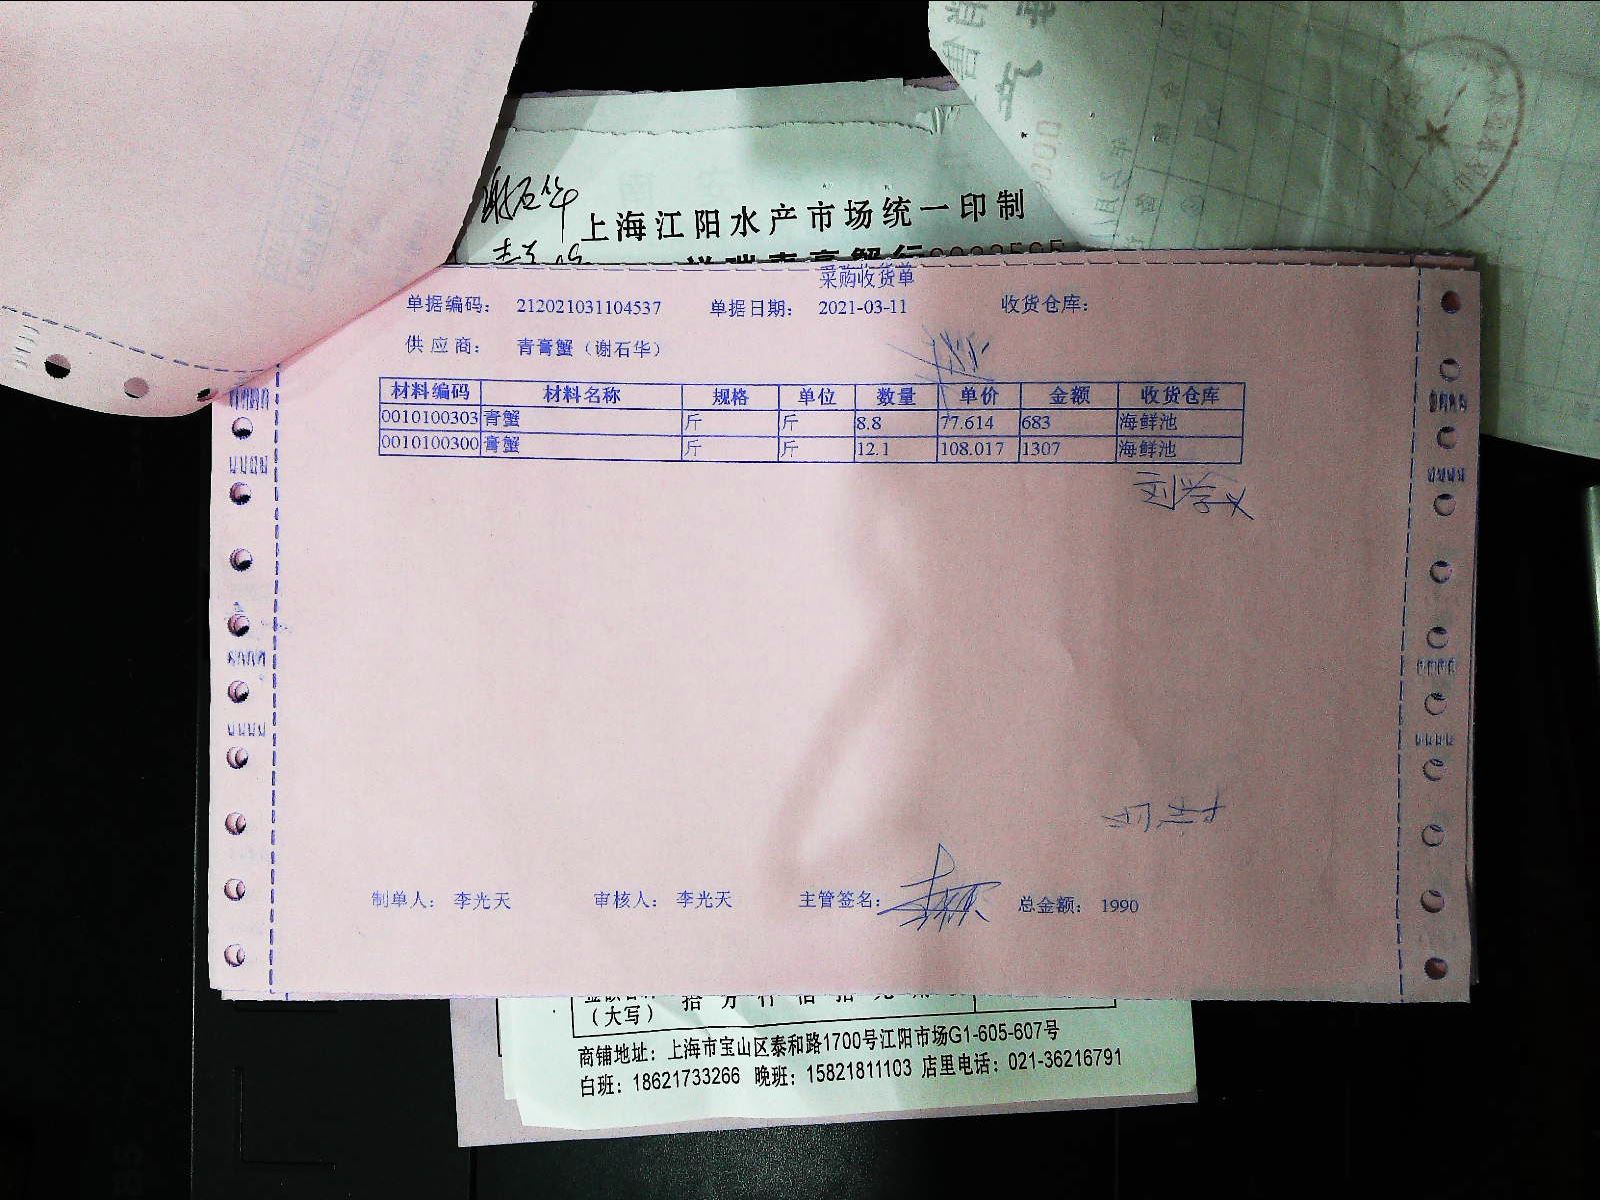 谢石华
上海江阳水产市场统一印制
采购收货单
单据编码： 212021031104537 单据日期： 2021-03-11 收货仓库：
供 应 商： 青膏蟹（谢石华）
材料编码 材料名称 规格 单位 数量 单价 金额 收货仓库
0010100303 青蟹 斤 斤 8.8 77.614 683 海鲜池
0010100300 膏蟹 斤 斤 12.1 108.017 1307 海鲜池
刘学义
制单人： 李光天 审核人： 李光天 主管签名： 总金额： 1990
（大写）
商铺地址：上海市宝山区泰和路1700号江阳市场G1-605-607号
白班：18621733266 晚班：15821811103 店里电话：021-36216791